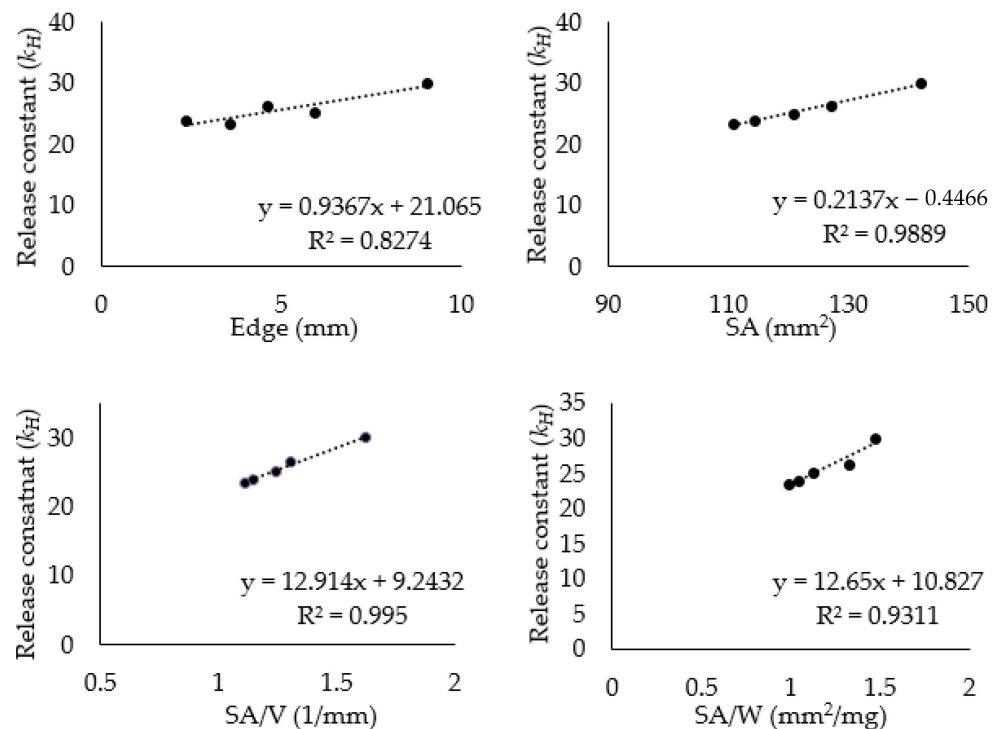 Release constant (k_H)
40
30
20
10
0
y = 0.9367x + 21.065
R² = 0.8274
0 5 10
Edge (mm)
Release constant (k_H)
40
30
20
10
0
y = 0.2137x − 0.4466
R² = 0.9889
90 110 130 150
SA (mm²)
Release consatnat (k_H)
30
20
10
0
y = 12.914x + 9.2432
R² = 0.995
0.5 1 1.5 2
SA/V (1/mm)
Release constant (k_H)
35
30
25
20
15
10
5
0
y = 12.65x + 10.827
R² = 0.9311
0 0.5 1 1.5 2
SA/W (mm²/mg)